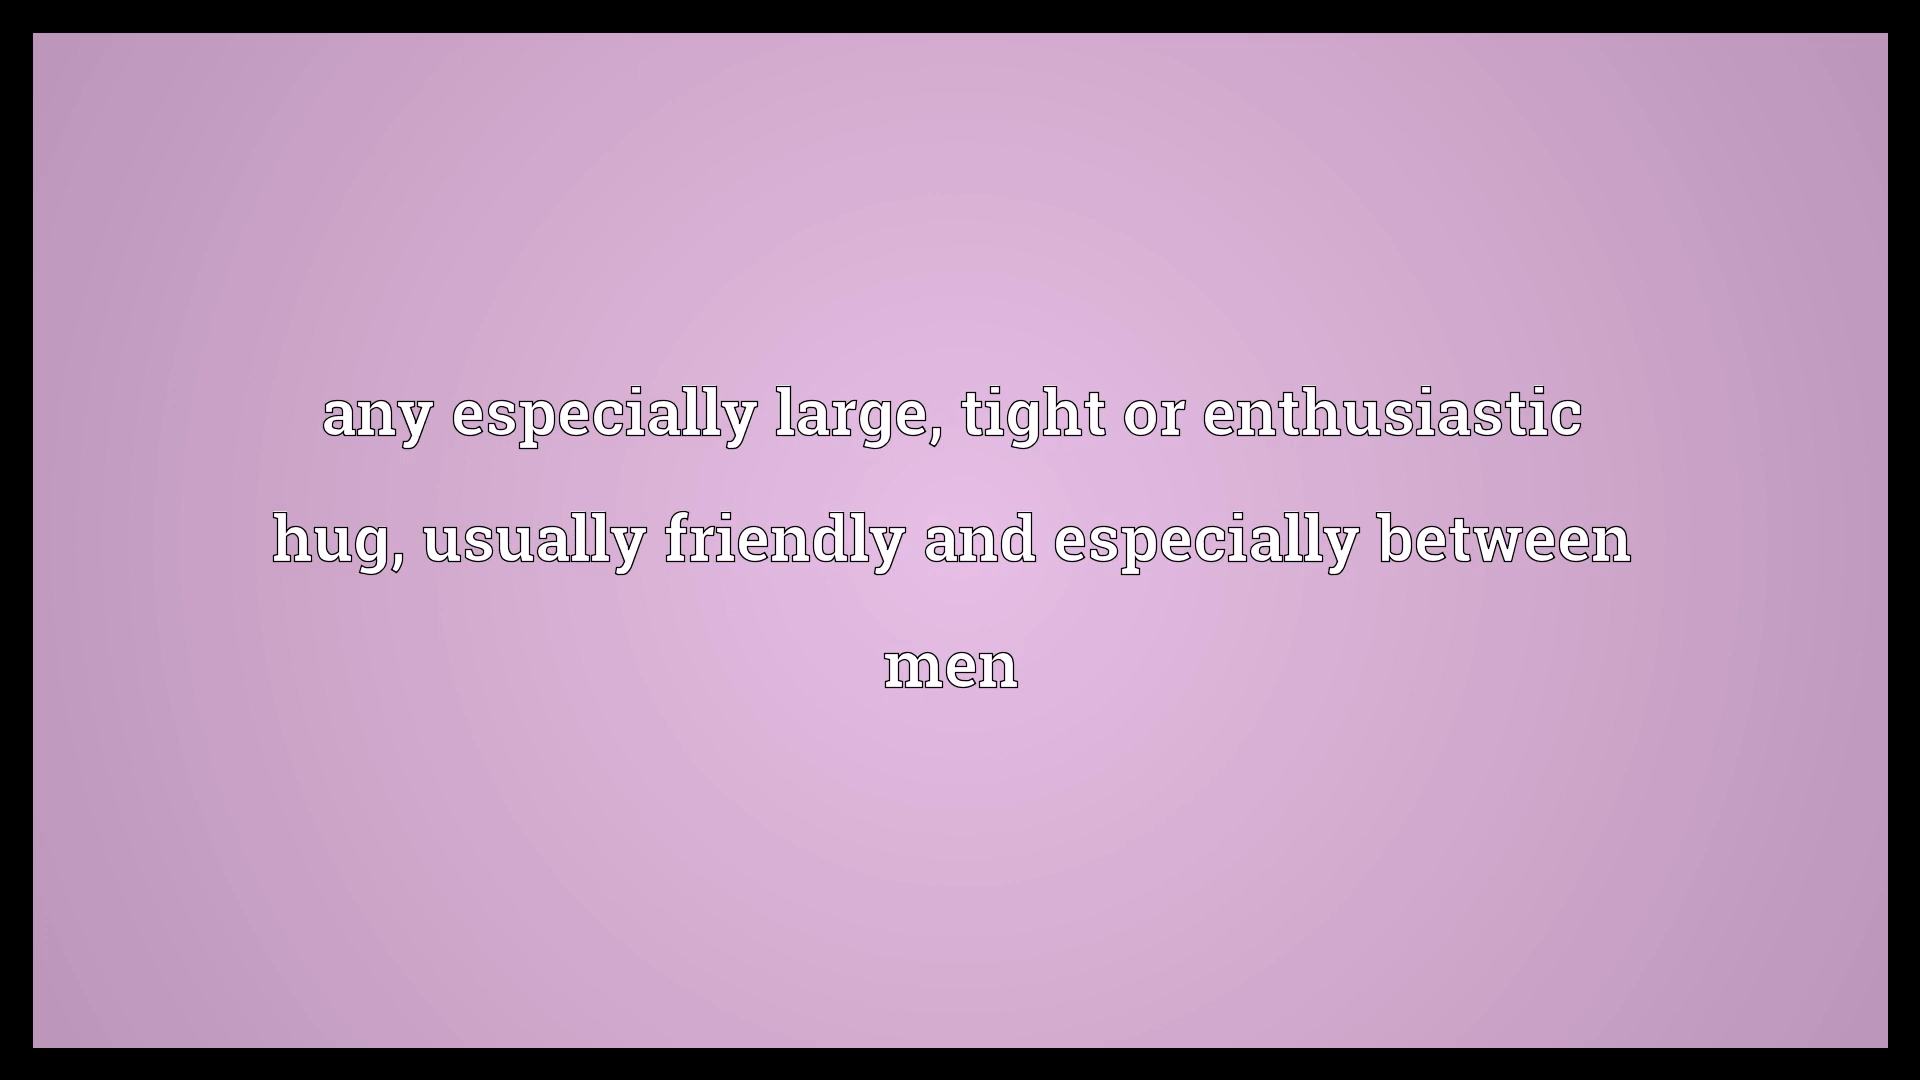 any especially large, tight or enthusiastic
hug, usually friendly and especially between
men